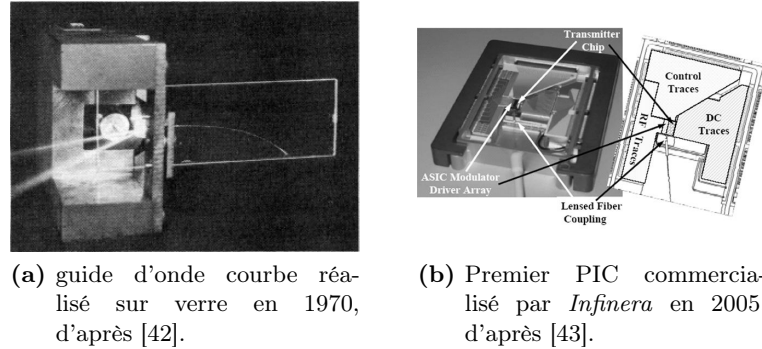 Transmitter
Chip
Control
Traces
DC
Traces
RF Traces
ASIC Modulator
Driver Array
Lensed Fiber
Coupling
(a) guide d'onde courbe réa-
lisé sur verre en 1970,
d'après [42].
(b) Premier PIC commercia-
lisé par Infinera en 2005
d'après [43].